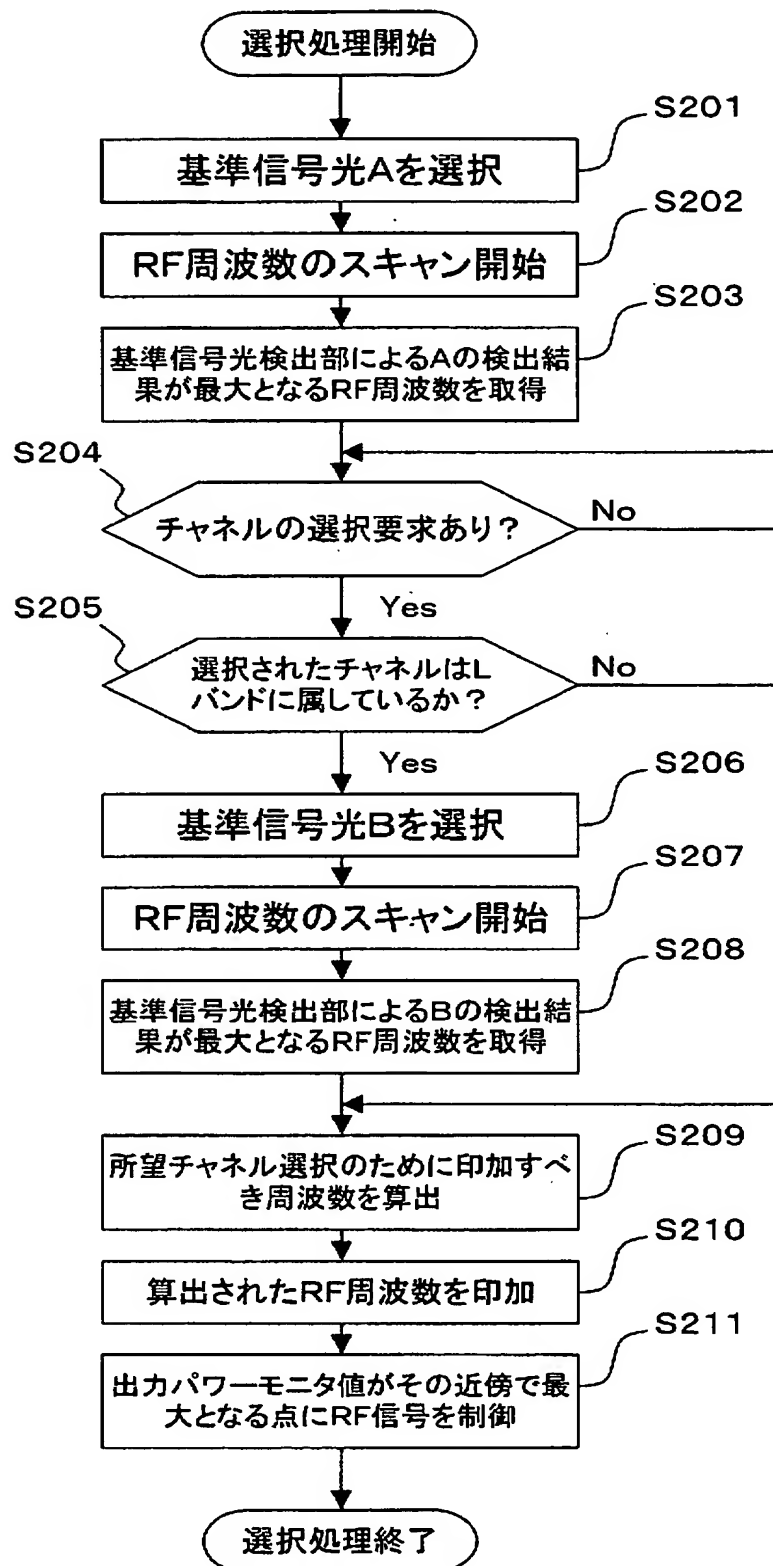 選択処理開始
S201
基準信号光Aを選択
S202
RF周波数のスキャン開始
S203
基準信号光検出部によるAの検出結
果が最大となるRF周波数を取得
S204
チャネルの選択要求あり?
No
Yes
S205
選択されたチャネルはL
バンドに属しているか?
No
Yes
S206
基準信号光Bを選択
S207
RF周波数のスキャン開始
S208
基準信号光検出部によるBの検出結
果が最大となるRF周波数を取得
S209
所望チャネル選択のために印加すべ
き周波数を算出
S210
算出されたRF周波数を印加
S211
出力パワーモニタ値がその近傍で最
大となる点にRF信号を制御
選択処理終了